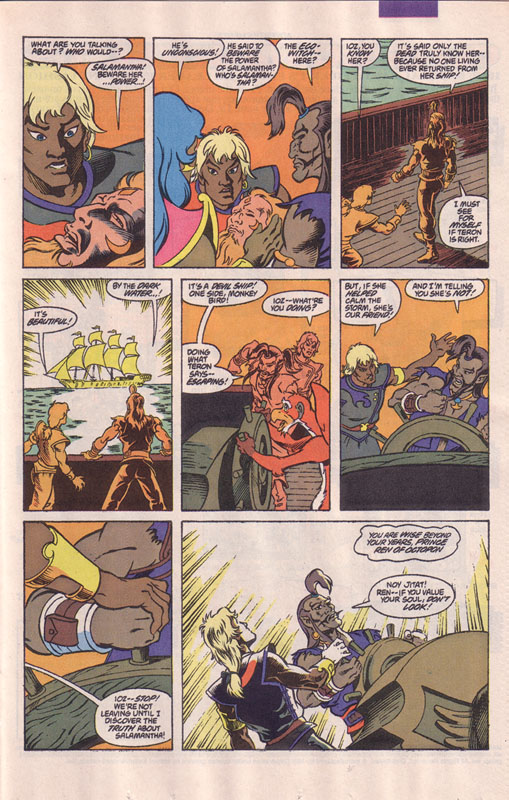 WHAT ARE YOU
TALKING
ABOUT? WHO
WOULD--?
SALAMANTHA!
BEWARE HER
...POWER...!
HE'S
UNCONSCIOUS!
HE SAID TO
BEWARE
THE POWER
OF SALAMANTHA?
WHO'S SALAMAN-
THA?
THE ECO-
WITCH--
HERE?
IOZ, YOU
KNOW
HER?
IT'S SAID ONLY THE
DEAD TRULY KNOW HER--
BECAUSE NO ONE LIVING
EVER RETURNED FROM
HER SHIP!
I MUST
SEE
FOR
MYSELF
IF TERON
IS RIGHT.
IT'S
BEAUTIFUL!
BY THE DARK
WATER...!
IT'S A DEVIL SHIP!
ONE SIDE, MONKEY
BIRD!
IOZ--WHAT'RE
YOU DOING?
DOING
WHAT
TERON
SAYS--
ESCAPING!
BUT, IF SHE
HELPED
CALM THE
STORM, SHE'S
OUR FRIEND!
AND I'M TELLING
YOU SHE'S NOT!
IOZ--STOP!
WE'RE NOT
LEAVING UNTIL I
DISCOVER THE
TRUTH ABOUT
SALAMANTHA!
YOU ARE WISE BEYOND
YOUR YEARS, PRINCE
REN OF OCTOPON
NOY JITAT!
REN--IF YOU VALUE
YOUR SOUL, DON'T
LOOK!